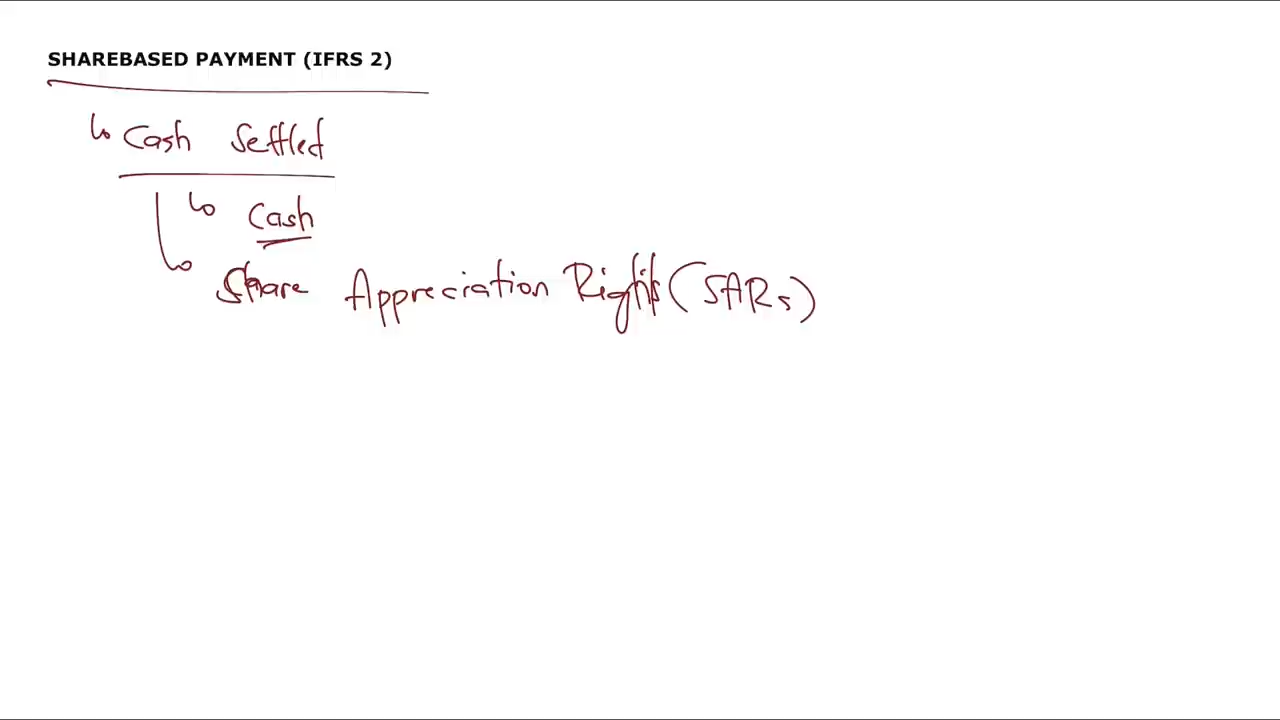 SHAREBASED PAYMENT (IFRS 2)
Cash Settled
Cash
Share Appreciation Rights (SARs)